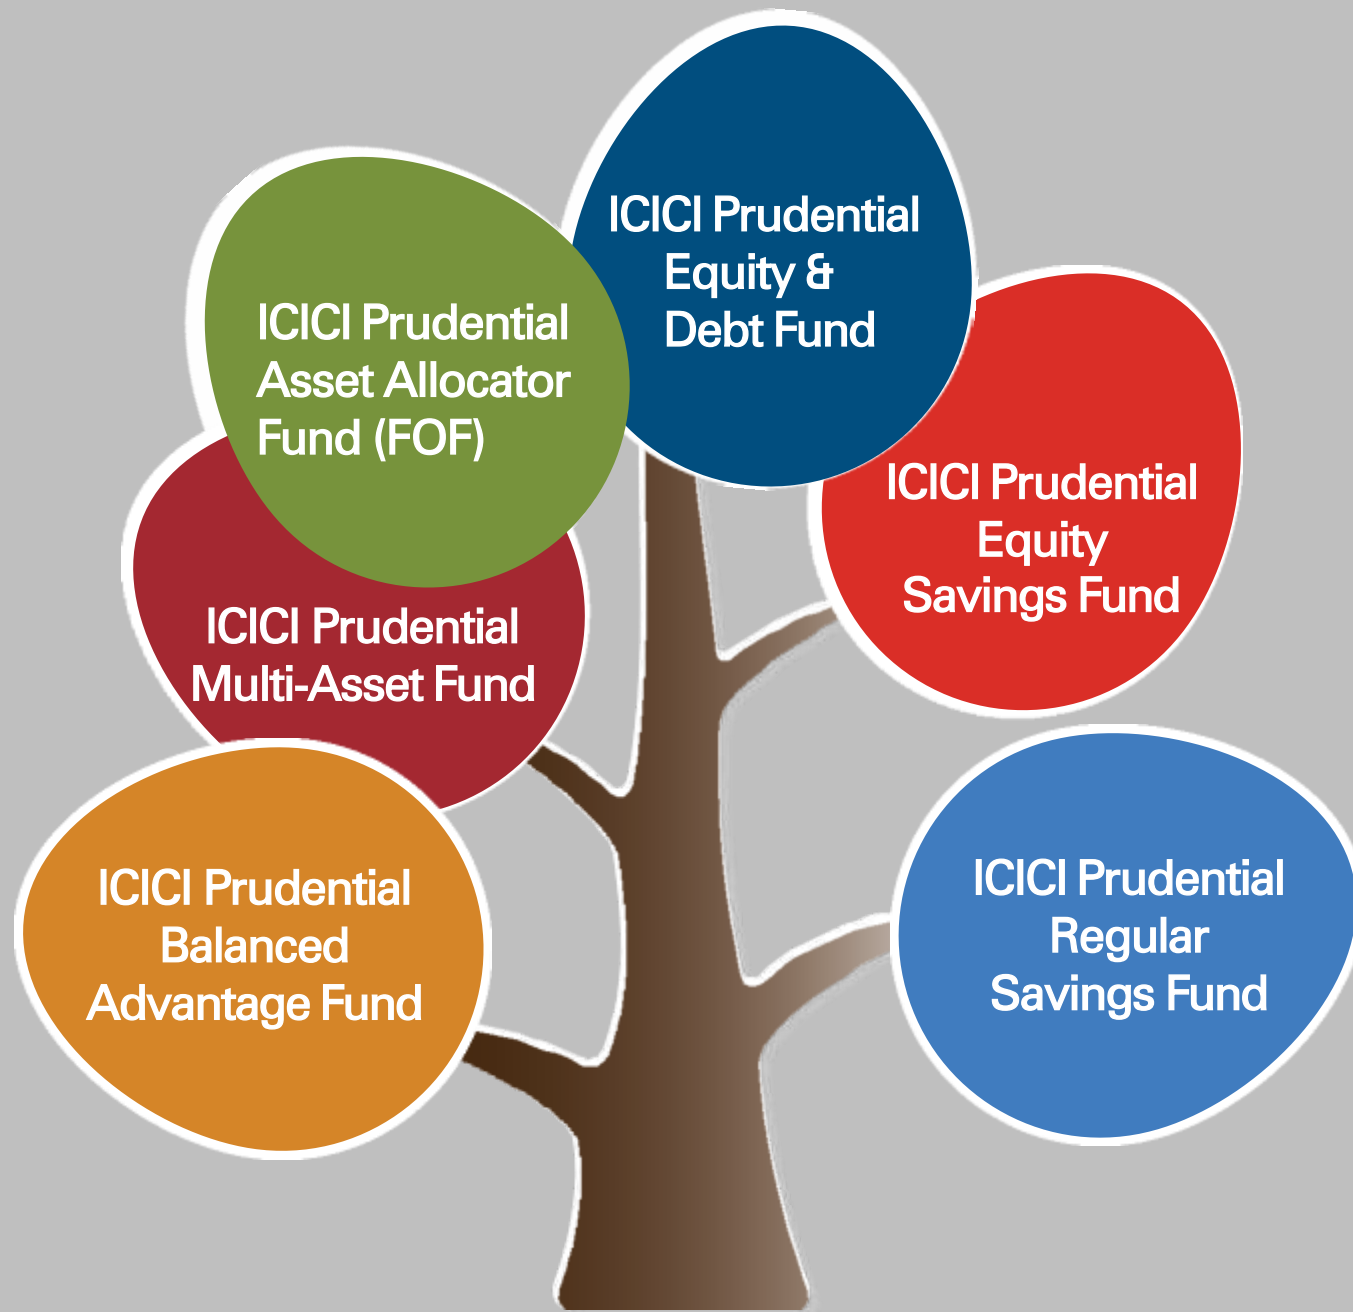 ICICI Prudential
Equity &
Debt Fund
ICICI Prudential
Asset Allocator
Fund (FOF)
ICICI Prudential
Equity
Savings Fund
ICICI Prudential
Multi-Asset Fund
ICICI Prudential
Balanced
Advantage Fund
ICICI Prudential
Regular
Savings Fund